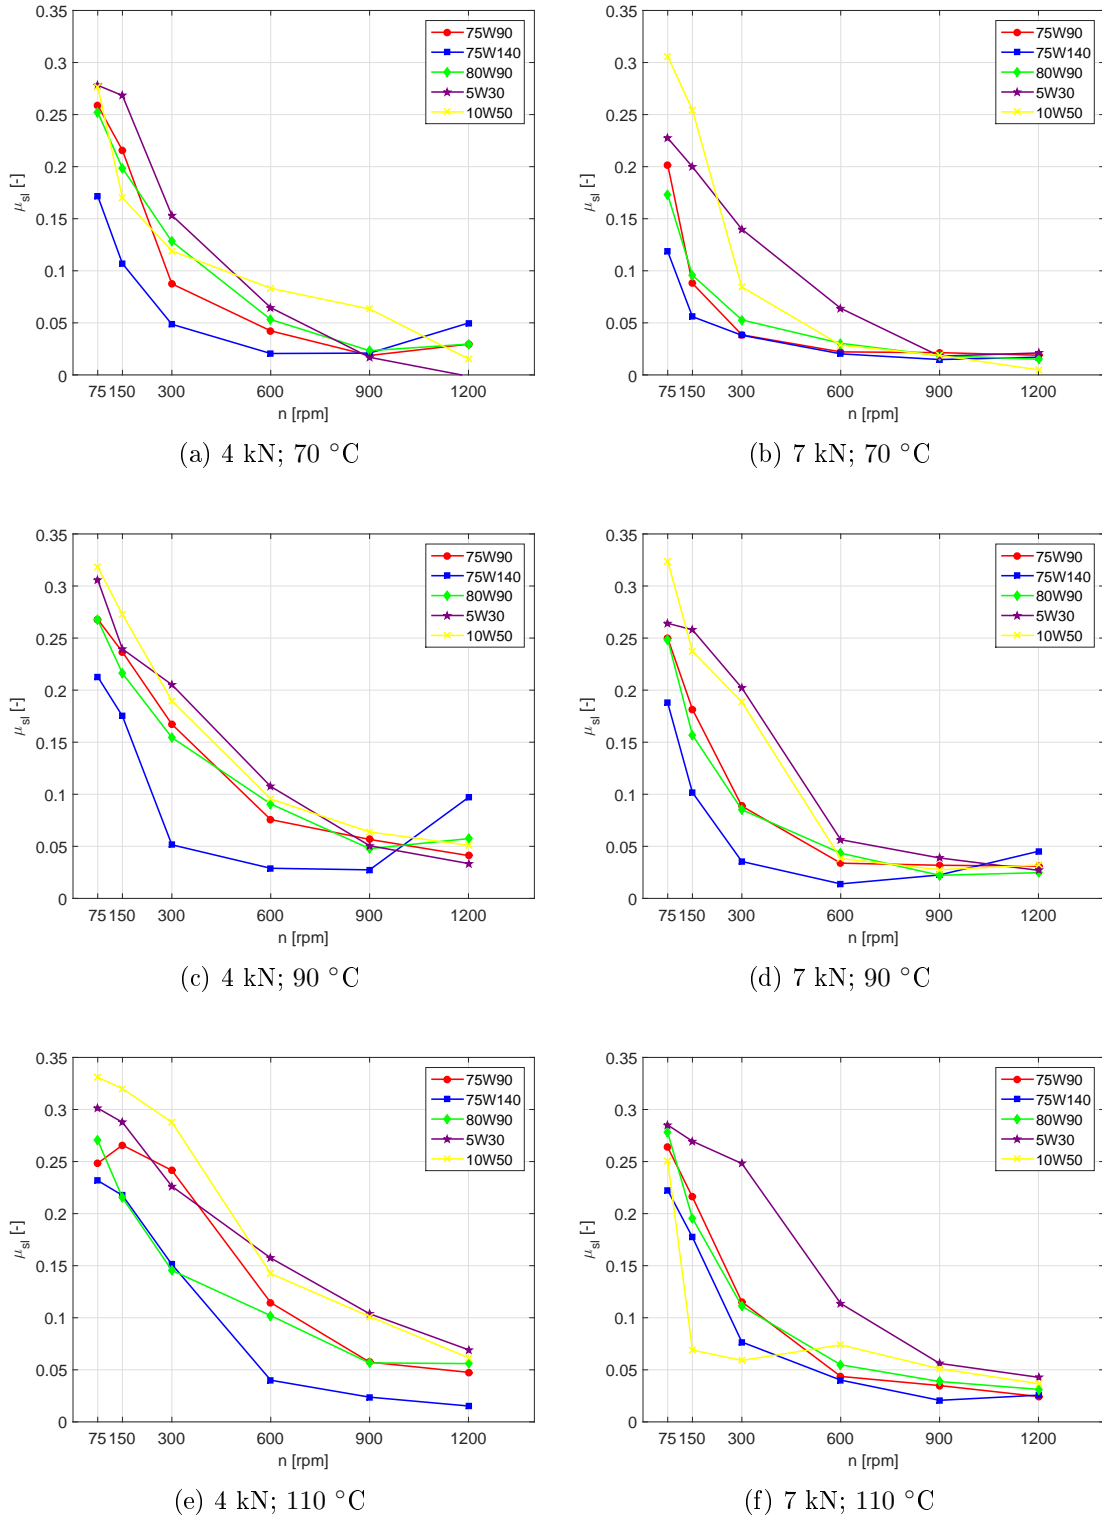 0.35
0.3
0.25
0.2
0.15
0.1
0.05
0
μsl [-]
75 150 300 600 900 1200
n [rpm]
75W90
75W140
80W90
5W30
10W50
(a) 4 kN; 70 °C
0.35
0.3
0.25
0.2
0.15
0.1
0.05
0
μsl [-]
75 150 300 600 900 1200
n [rpm]
75W90
75W140
80W90
5W30
10W50
(b) 7 kN; 70 °C
0.35
0.3
0.25
0.2
0.15
0.1
0.05
0
μsl [-]
75 150 300 600 900 1200
n [rpm]
75W90
75W140
80W90
5W30
10W50
(c) 4 kN; 90 °C
0.35
0.3
0.25
0.2
0.15
0.1
0.05
0
μsl [-]
75 150 300 600 900 1200
n [rpm]
75W90
75W140
80W90
5W30
10W50
(d) 7 kN; 90 °C
0.35
0.3
0.25
0.2
0.15
0.1
0.05
0
μsl [-]
75 150 300 600 900 1200
n [rpm]
75W90
75W140
80W90
5W30
10W50
(e) 4 kN; 110 °C
0.35
0.3
0.25
0.2
0.15
0.1
0.05
0
μsl [-]
75 150 300 600 900 1200
n [rpm]
75W90
75W140
80W90
5W30
10W50
(f) 7 kN; 110 °C